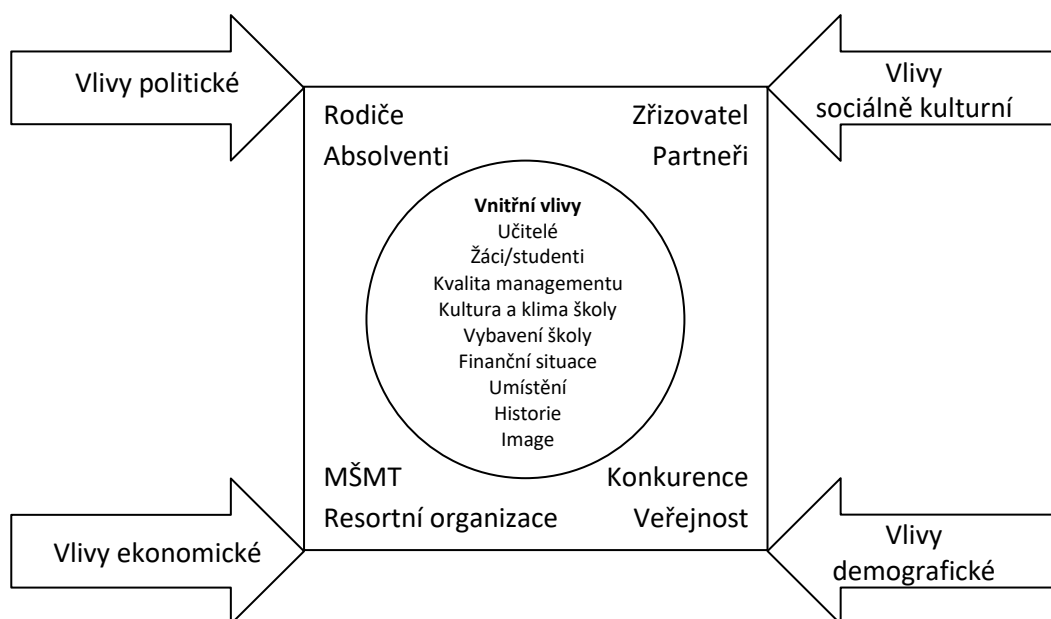 Vlivy politické
Vlivy
sociálně kulturní
Rodiče
Zřizovatel
Absolventi
Partneři
Vnitřní vlivy
Učitelé
Žáci/studenti
Kvalita managementu
Kultura a klima školy
Vybavení školy
Finanční situace
Umístění
Historie
Image
MŠMT
Konkurence
Resortní organizace
Veřejnost
Vlivy ekonomické
Vlivy
demografické